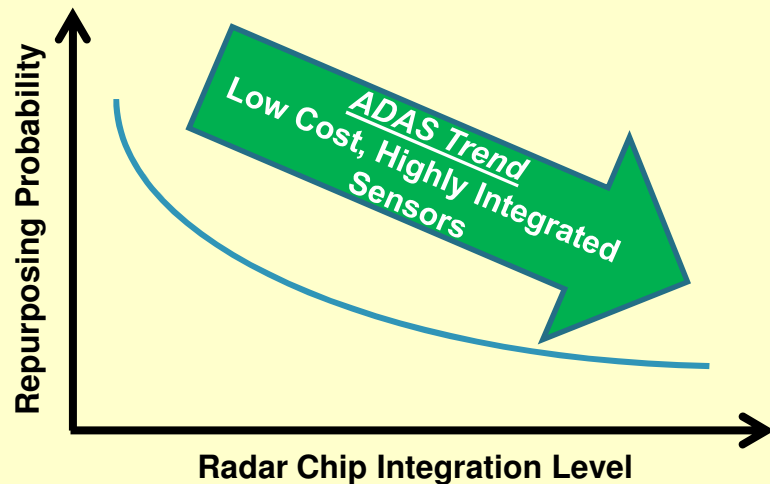 Repurposing Probability
ADAS Trend
Low Cost, Highly Integrated
Sensors
Radar Chip Integration Level